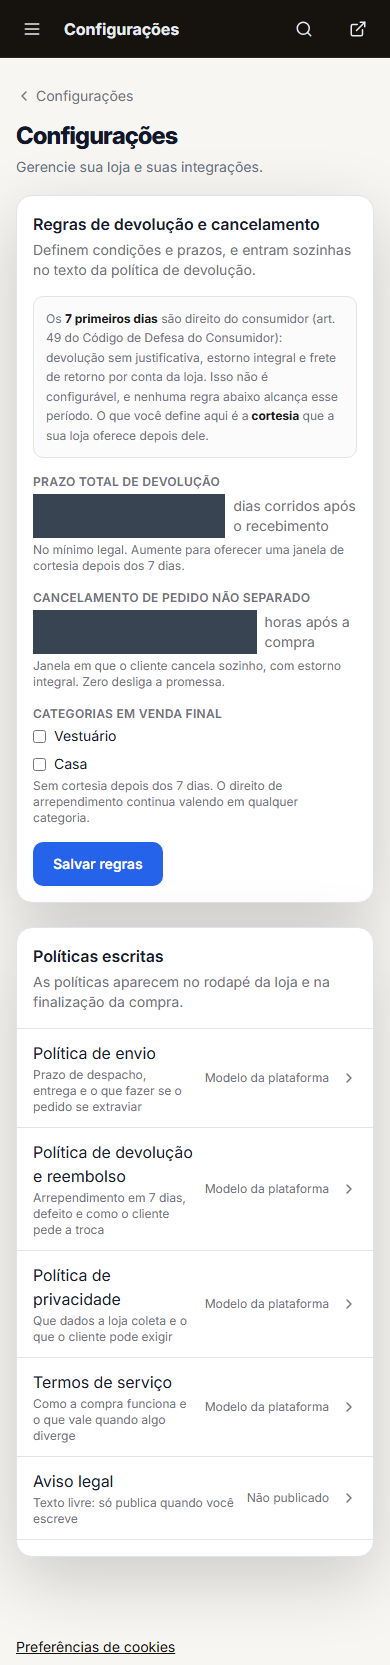 Configurações
Configurações
Configurações
Gerencie sua loja e suas integrações.
Regras de devolução e cancelamento
Definem condições e prazos, e entram sozinhas
no texto da política de devolução.
Os 7 primeiros dias são direito do consumidor (art.
49 do Código de Defesa do Consumidor):
devolução sem justificativa, estorno integral e frete
de retorno por conta da loja. Isso não é
configurável, e nenhuma regra abaixo alcança esse
período. O que você define aqui é a cortesia que a
sua loja oferece depois dele.
PRAZO TOTAL DE DEVOLUÇÃO
dias corridos após
o recebimento
No mínimo legal. Aumente para oferecer uma janela de
cortesia depois dos 7 dias.
CANCELAMENTO DE PEDIDO NÃO SEPARADO
horas após a
compra
Janela em que o cliente cancela sozinho, com estorno
integral. Zero desliga a promessa.
CATEGORIAS EM VENDA FINAL
Vestuário
Casa
Sem cortesia depois dos 7 dias. O direito de
arrependimento continua valendo em qualquer
categoria.
Salvar regras
Políticas escritas
As políticas aparecem no rodapé da loja e na
finalização da compra.
Política de envio
Prazo de despacho,
entrega e o que fazer se o
pedido se extraviar
Modelo da plataforma
Política de devolução
e reembolso
Arrependimento em 7 dias,
defeito e como o cliente
pede a troca
Modelo da plataforma
Política de
privacidade
Que dados a loja coleta e o
que o cliente pode exigir
Modelo da plataforma
Termos de serviço
Como a compra funciona e
o que vale quando algo
diverge
Modelo da plataforma
Aviso legal
Texto livre: só publica quando você
escreve
Não publicado
Preferências de cookies